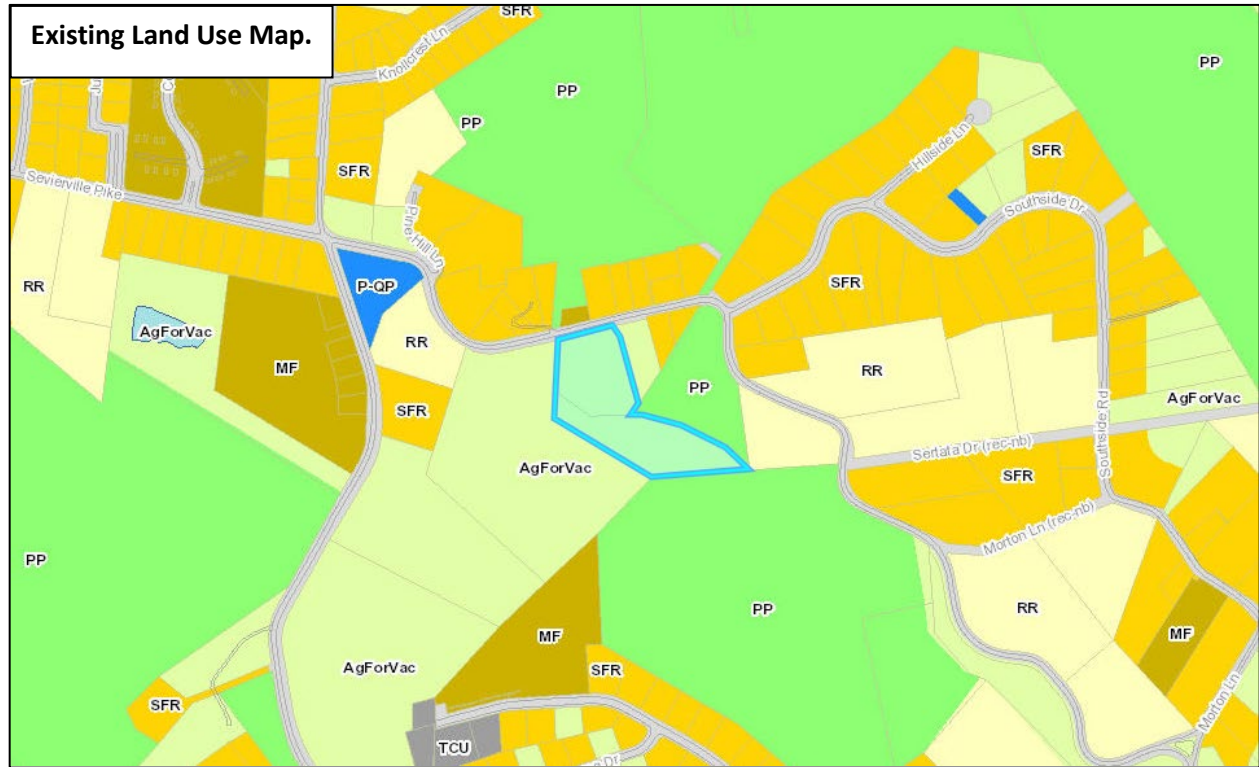 Existing Land Use Map.
SFR
Knollcrest Ln
PP
PP
PP
SFR
Hillside Ln
SFR
Sevierville Pike
Pine Hill Ln
Southside Dr
RR
P-QP
SFR
AgForVac
MF
RR
RR
PP
SFR
AgForVac
AgForVac
Sertata Dr (rec-nb)
Southside Rd
SFR
Morton Ln (rec-nb)
PP
PP
RR
MF
MF
AgForVac
SFR
SFR
Morton Ln
TCU
Dr